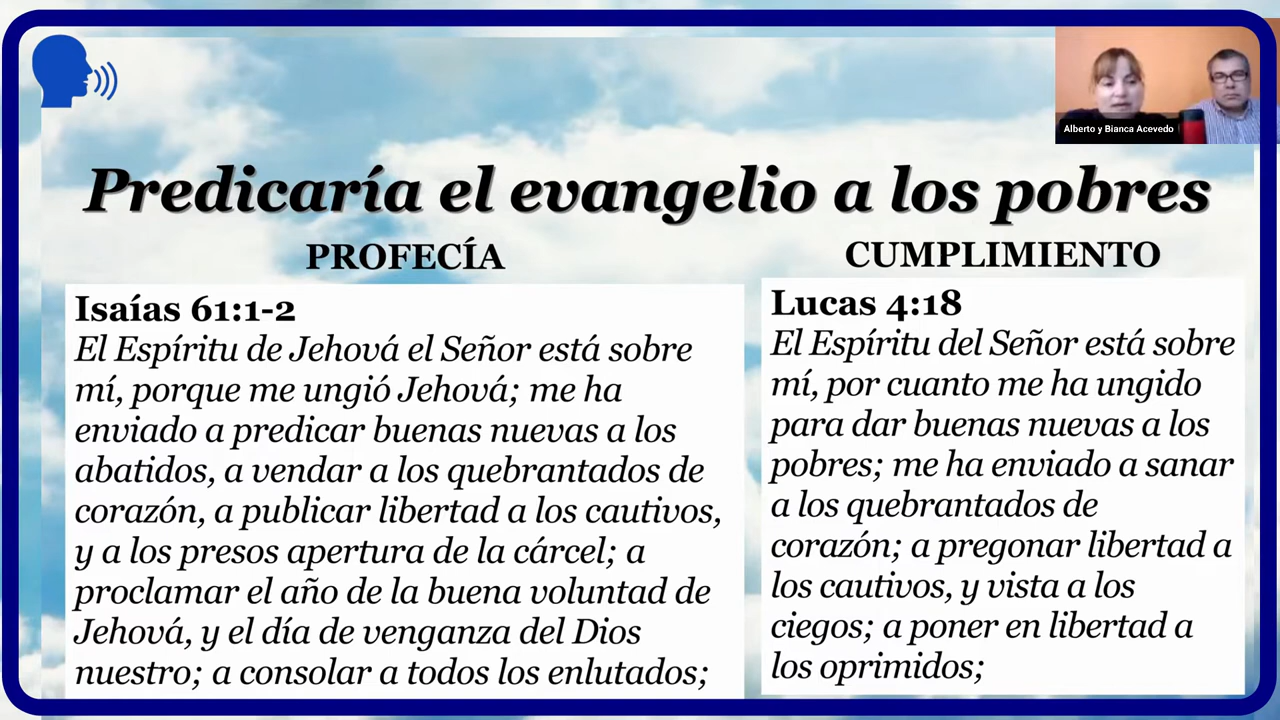 Alberto y Bianca Acevedo
Predicaría el evangelio a los pobres
PROFECÍA
Isaías 61:1-2
El Espíritu de Jehová el Señor está sobre
mí, porque me ungió Jehová; me ha
enviado a predicar buenas nuevas a los
abatidos, a vendar a los quebrantados de
corazón, a publicar libertad a los cautivos,
y a los presos apertura de la cárcel; a
proclamar el año de la buena voluntad de
Jehová, y el día de venganza del Dios
nuestro; a consolar a todos los enlutados;
CUMPLIMIENTO
Lucas 4:18
El Espíritu del Señor está sobre
mí, por cuanto me ha ungido
para dar buenas nuevas a los
pobres; me ha enviado a sanar
a los quebrantados de
corazón; a pregonar libertad a
los cautivos, y vista a los
ciegos; a poner en libertad a
los oprimidos;